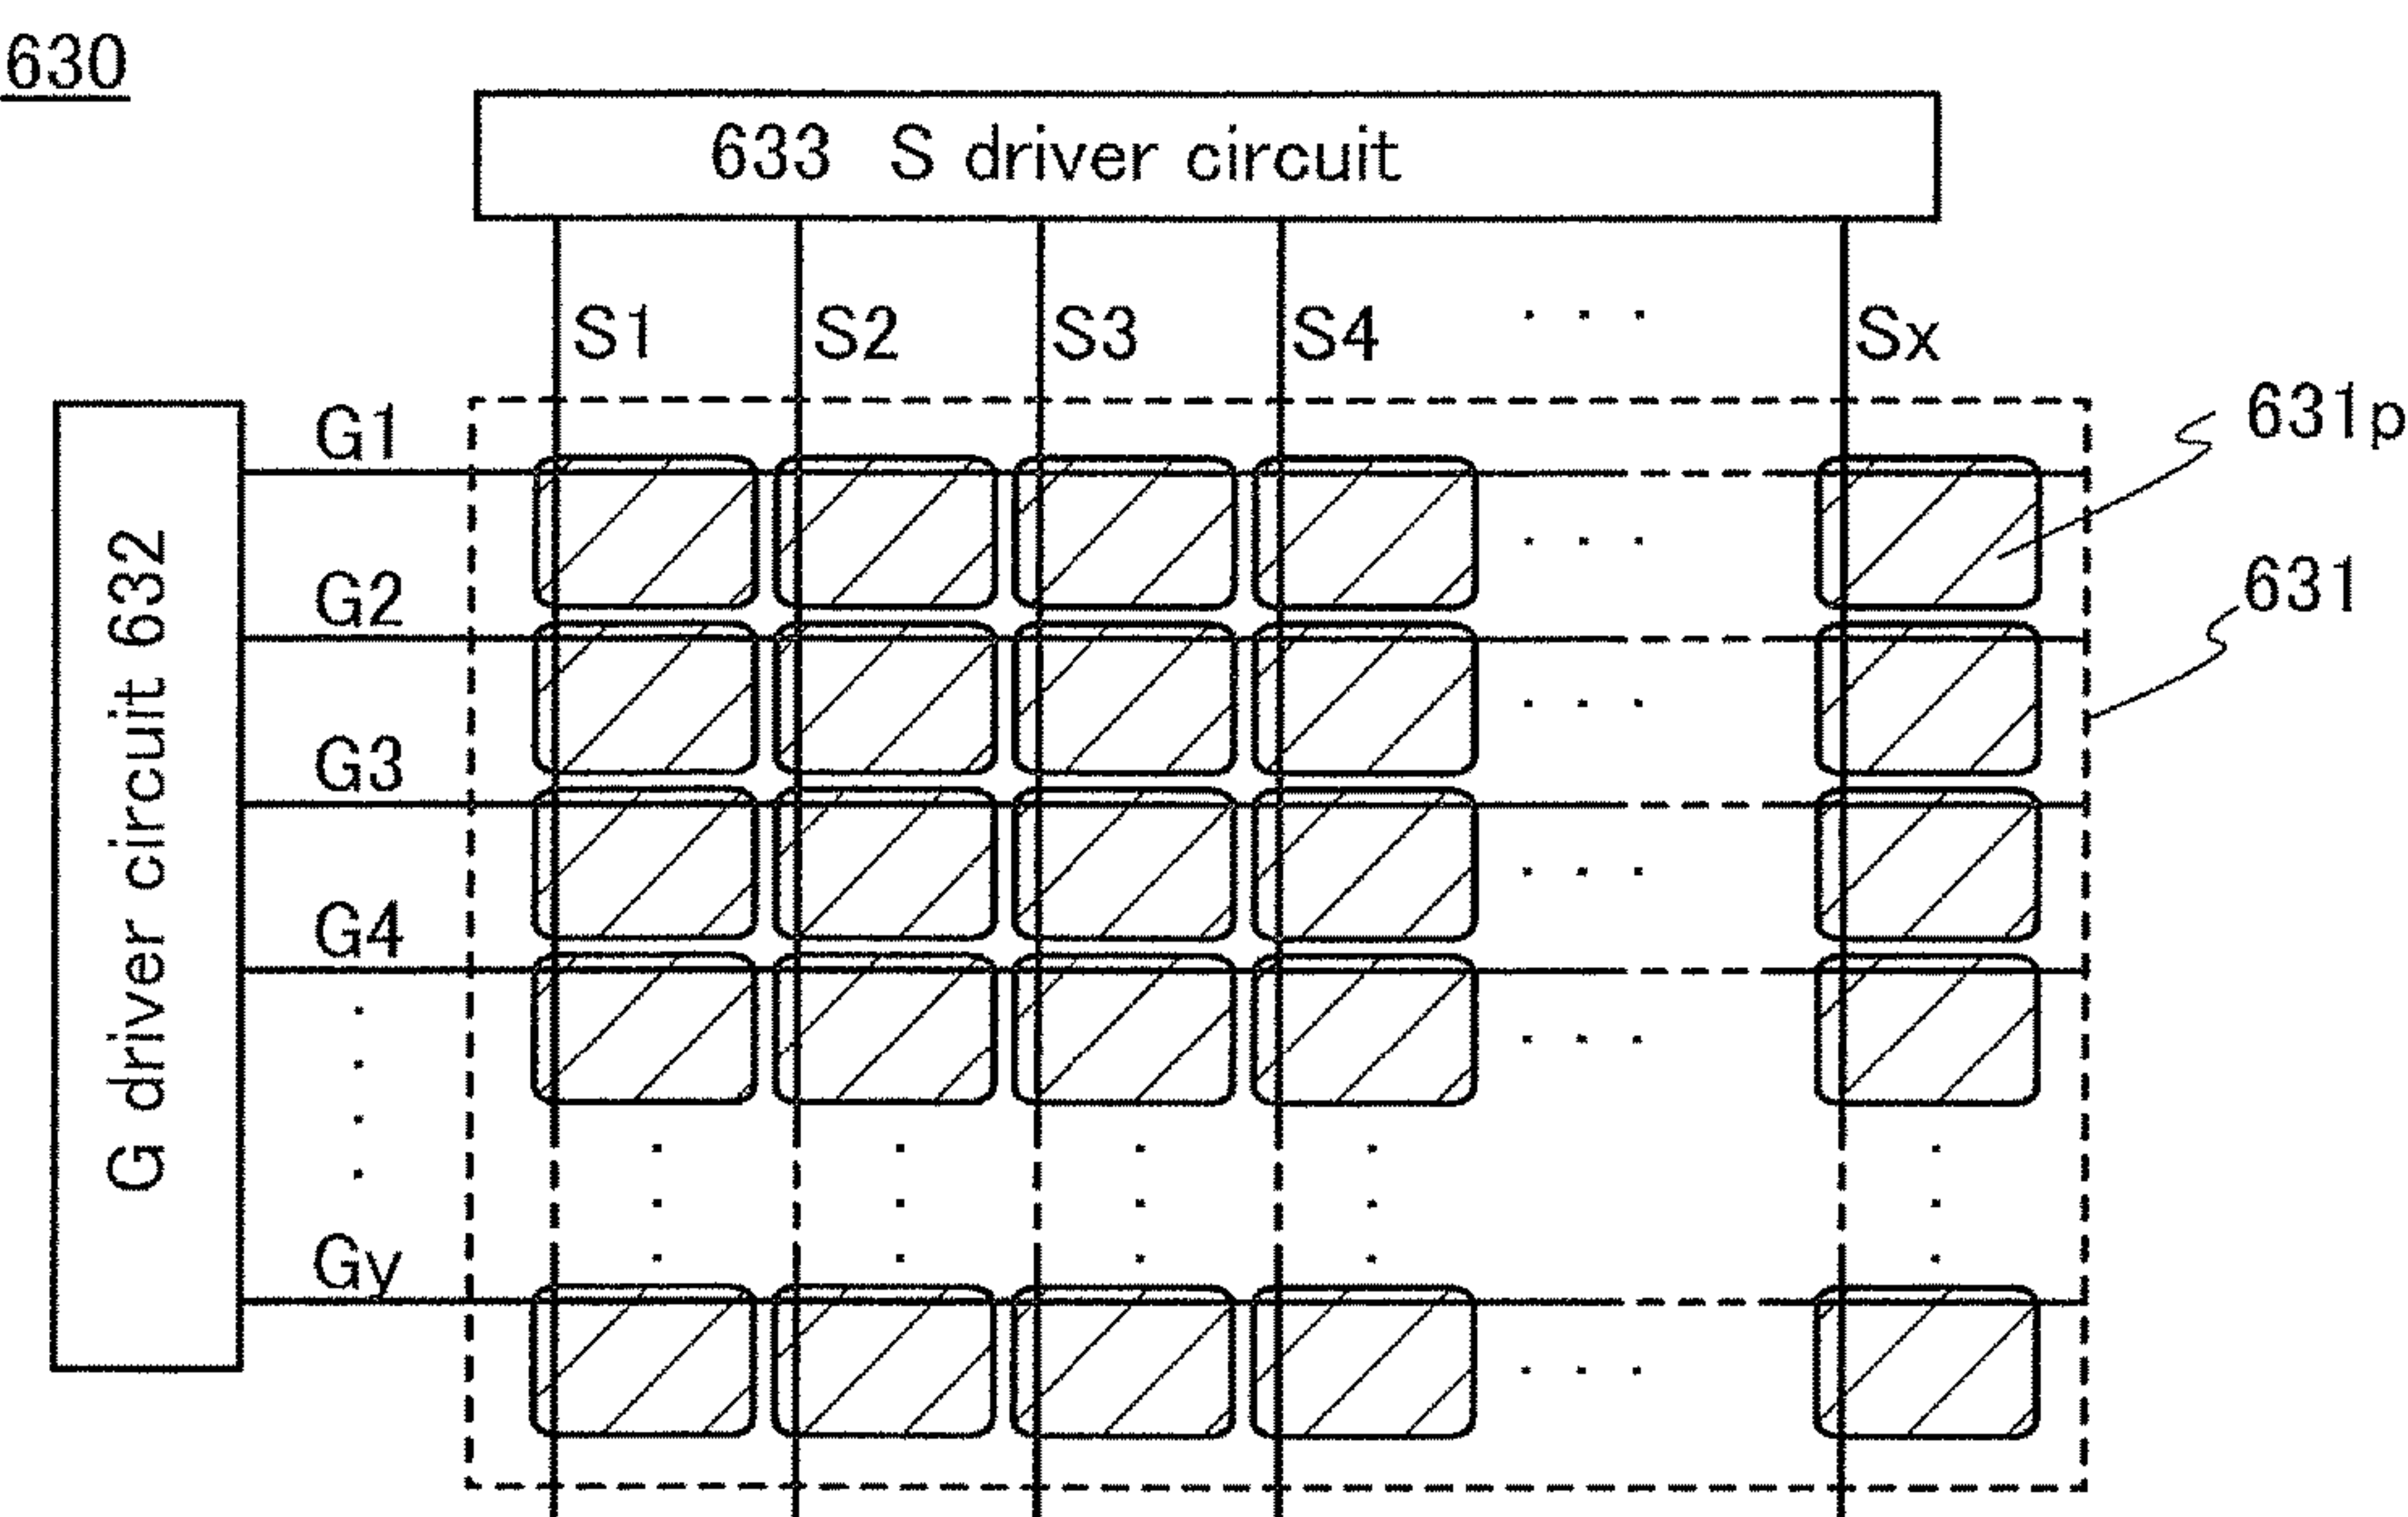 630
633 S driver circuit
S1 S2 S3 S4 · · · Sx
G driver circuit 632
G1
631p
G2
631
G3
G4
Gy